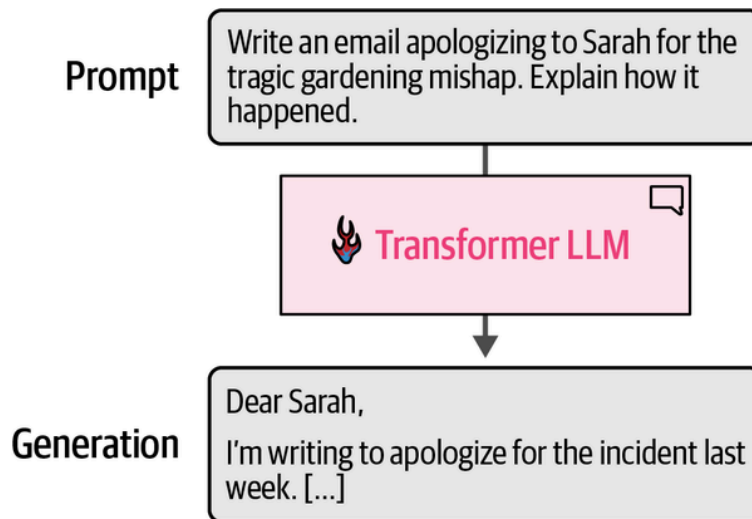 Prompt
Write an email apologizing to Sarah for the
tragic gardening mishap. Explain how it
happened.
Transformer LLM
Generation
Dear Sarah,
I'm writing to apologize for the incident last
week. [...]